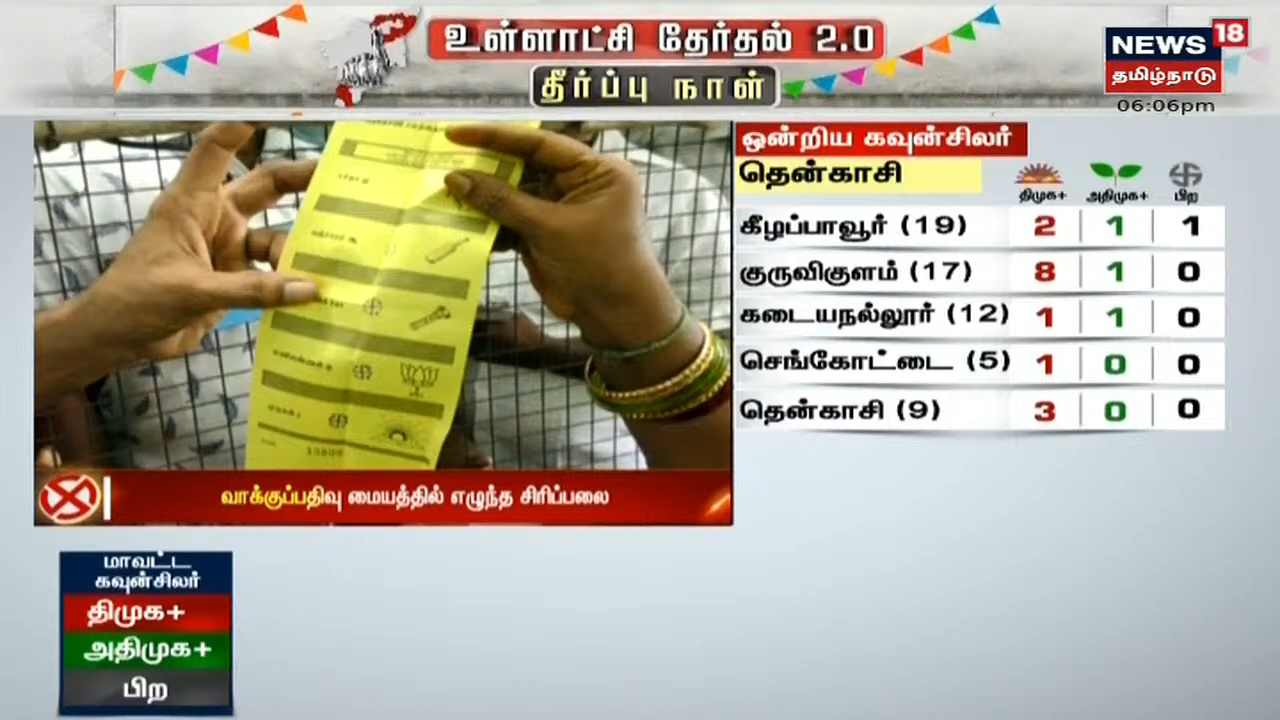 உள்ளாட்சி தேர்தல் 2.0
தீர்ப்பு நாள்
NEWS 18
தமிழ்நாடு
06:06pm
ஒன்றிய கவுன்சிலர்
தென்காசி
திமுக+ அதிமுக+ பிற
கீழப்பாவூர் (19) 2 1 1
குருவிகுளம் (17) 8 1 0
கடையநல்லூர் (12) 1 1 0
செங்கோட்டை (5) 1 0 0
தென்காசி (9) 3 0 0
வாக்குப்பதிவு மையத்தில் எழுந்த சிரிப்பலை
மாவட்ட
கவுன்சிலர்
திமுக+
அதிமுக+
பிற